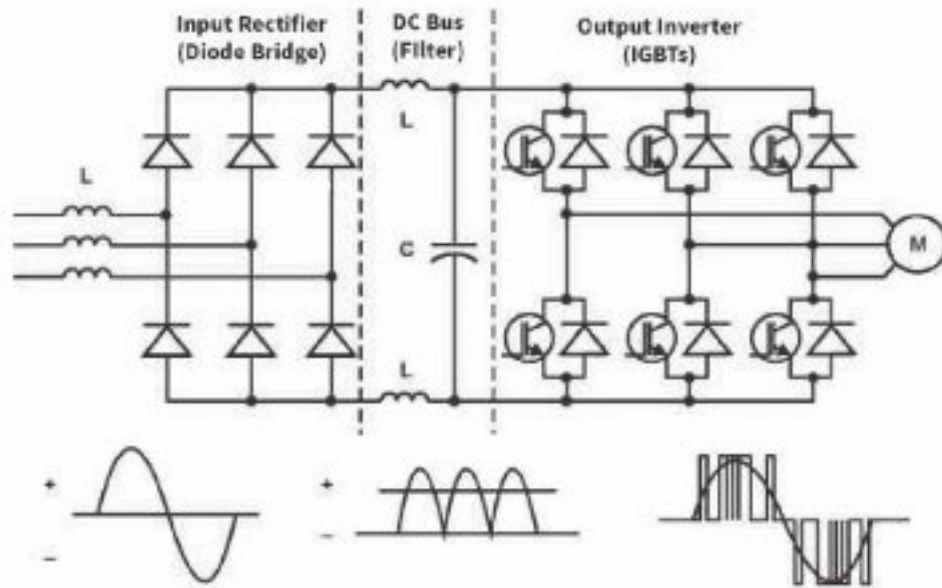 Input Rectifier
(Diode Bridge)
DC Bus
(Filter)
Output Inverter
(IGBTs)
L
L
C
L
M
+
−
+
−